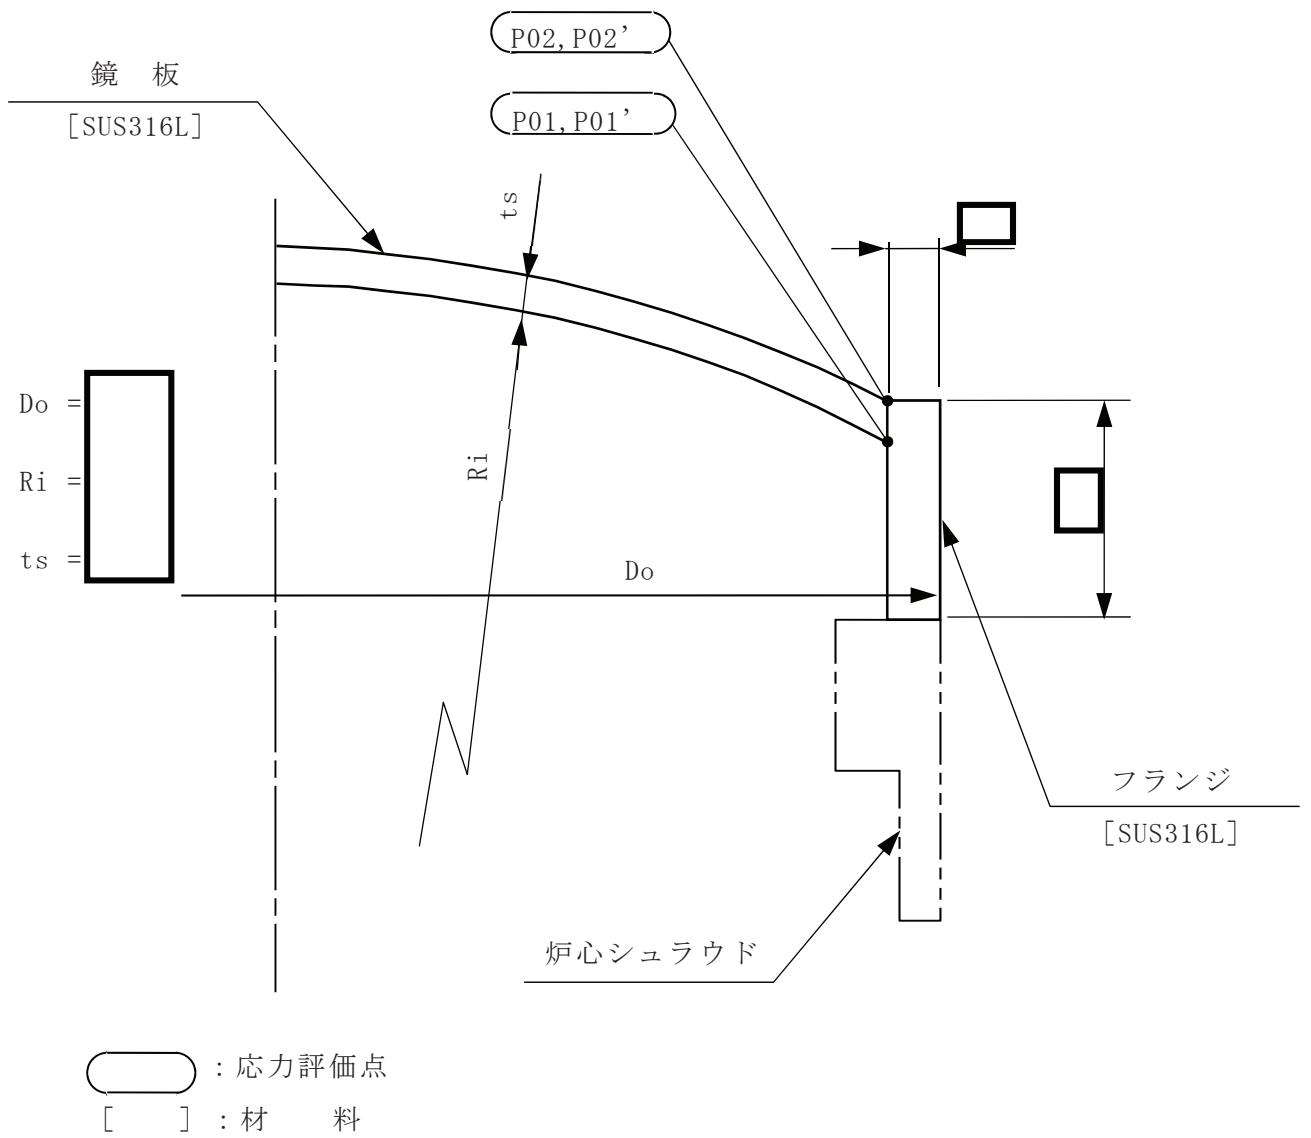 P02,P02’
鏡 板
[SUS316L]
P01,P01’
ts
Do =
Ri =
ts =
Ri
Do
フランジ
[SUS316L]
炉心シュラウド
：応力評価点
[ ] ：材 料